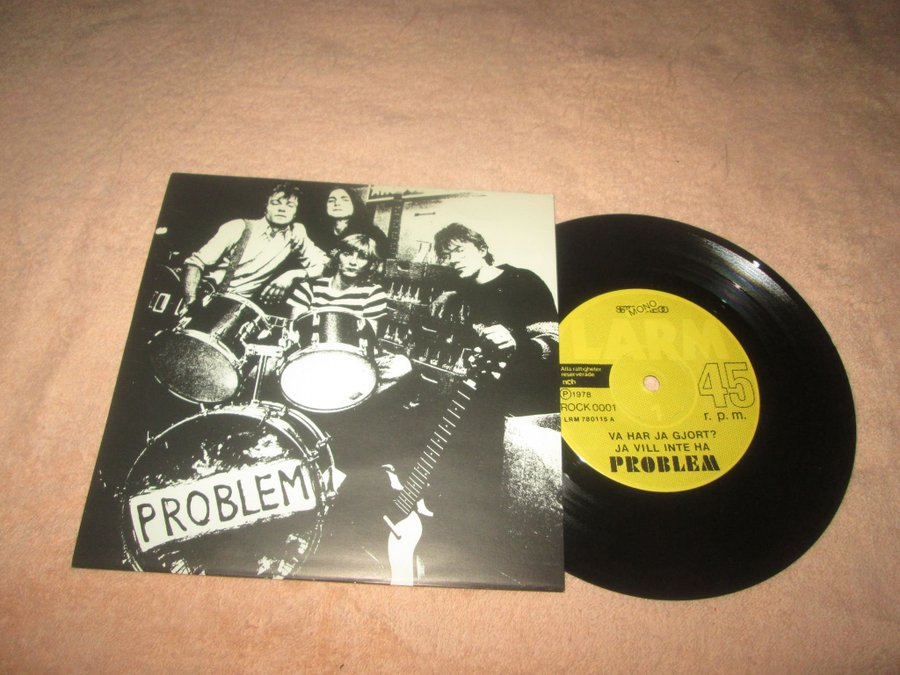 PROBLEM
MONO
LARM
Alla rättigheter
reserverade
ncb
45
r. p. m.
Ⓟ 1978
ROCK 0001
LRM 780115 A
VA HAR JA GJORT?
JA VILL INTE HA
PROBLEM